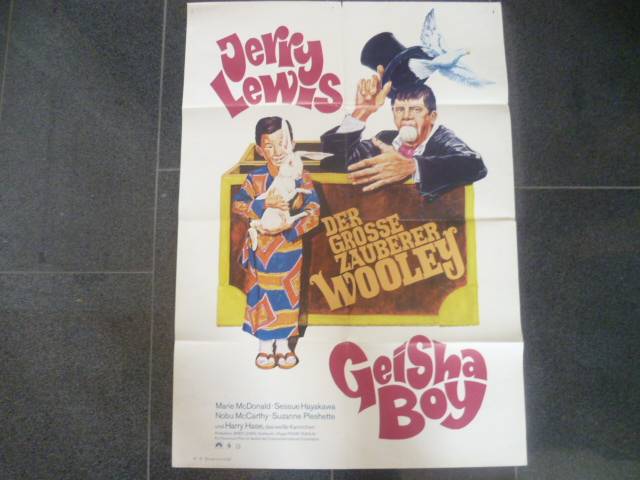 Jerry
Lewis
DER
GROSSE
ZAUBERER
WOOLEY
Geisha
Boy
Marie McDonald · Sessue Hayakawa
Nobu McCarthy · Suzanne Pleshette
und Harry Hase, das weiße Kaninchen